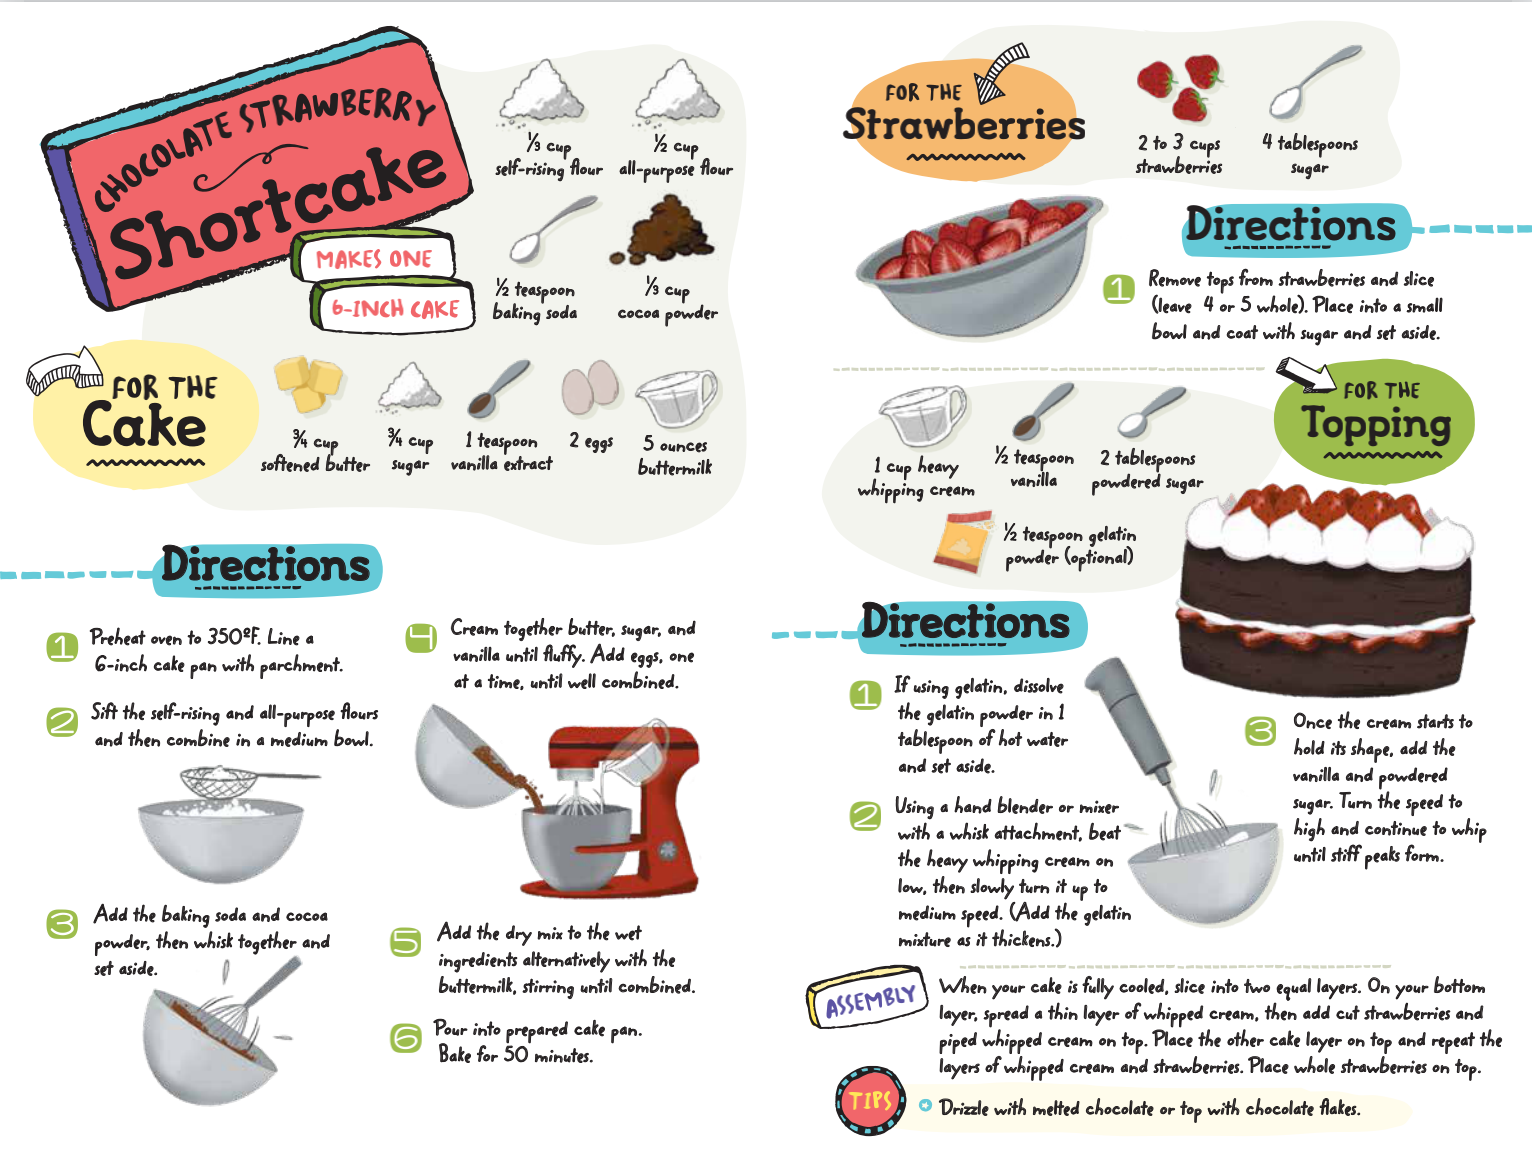 CHOCOLATE STRAWBERRY
Shortcake
MAKES ONE
6-INCH CAKE
FOR THE
Cake
⅓ cup
self-rising flour
½ cup
all-purpose flour
½ teaspoon
baking soda
⅓ cup
cocoa powder
¾ cup
softened butter
¾ cup
sugar
1 teaspoon
vanilla extract
2 eggs
5 ounces
buttermilk
Directions
1 Preheat oven to 350ºF. Line a
6-inch cake pan with parchment.
2 Sift the self-rising and all-purpose flours
and then combine in a medium bowl.
3 Add the baking soda and cocoa
powder, then whisk together and
set aside.
4 Cream together butter, sugar, and
vanilla until fluffy. Add eggs, one
at a time, until well combined.
5 Add the dry mix to the wet
ingredients alternatively with the
buttermilk, stirring until combined.
6 Pour into prepared cake pan.
Bake for 50 minutes.
FOR THE
Strawberries
2 to 3 cups
strawberries
4 tablespoons
sugar
Directions
1 Remove tops from strawberries and slice
(leave 4 or 5 whole). Place into a small
bowl and coat with sugar and set aside.
FOR THE
Topping
1 cup heavy
whipping cream
½ teaspoon
vanilla
2 tablespoons
powdered sugar
½ teaspoon gelatin
powder (optional)
Directions
1 If using gelatin, dissolve
the gelatin powder in 1
tablespoon of hot water
and set aside.
2 Using a hand blender or mixer
with a whisk attachment, beat
the heavy whipping cream on
low, then slowly turn it up to
medium speed. (Add the gelatin
mixture as it thickens.)
3 Once the cream starts to
hold its shape, add the
vanilla and powdered
sugar. Turn the speed to
high and continue to whip
until stiff peaks form.
ASSEMBLY
When your cake is fully cooled, slice into two equal layers. On your bottom
layer, spread a thin layer of whipped cream, then add cut strawberries and
piped whipped cream on top. Place the other cake layer on top and repeat the
layers of whipped cream and strawberries. Place whole strawberries on top.
TIPS
Drizzle with melted chocolate or top with chocolate flakes.